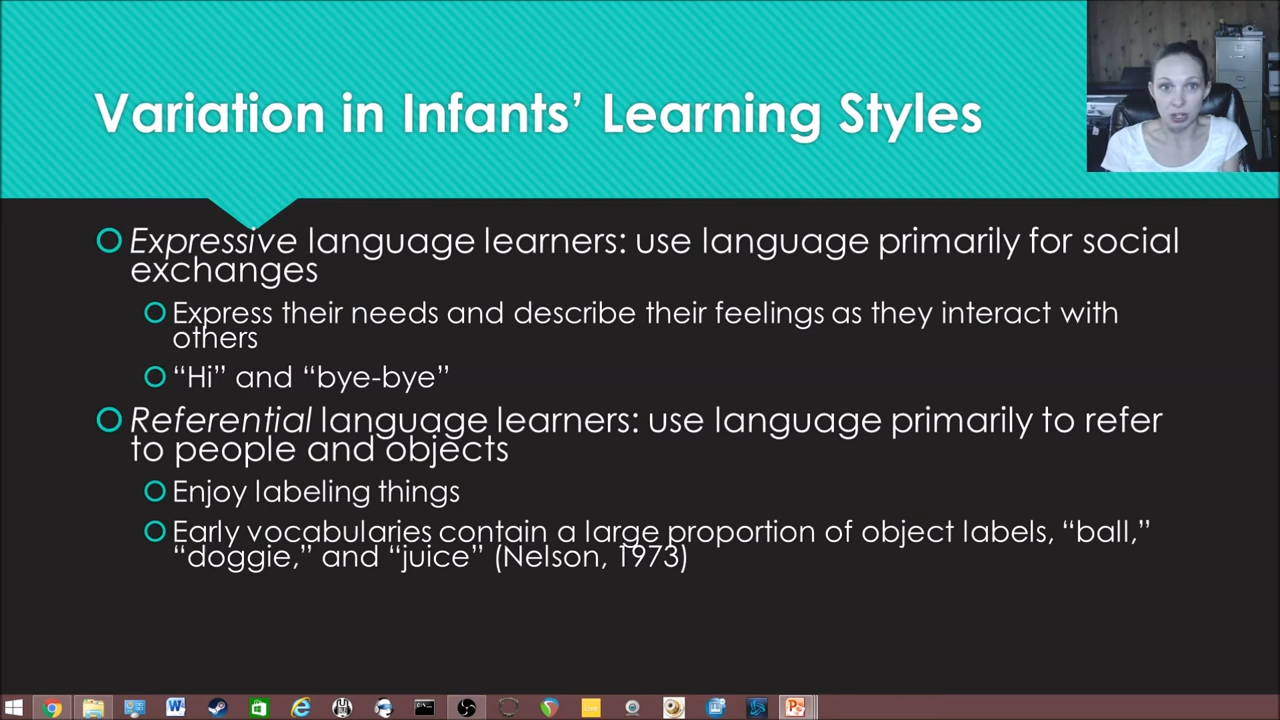 Variation in Infants’ Learning Styles
Expressive language learners: use language primarily for social
exchanges
Express their needs and describe their feelings as they interact with
others
“Hi” and “bye-bye”
Referential language learners: use language primarily to refer
to people and objects
Enjoy labeling things
Early vocabularies contain a large proportion of object labels, “ball,”
“doggie,” and “juice” (Nelson, 1973)